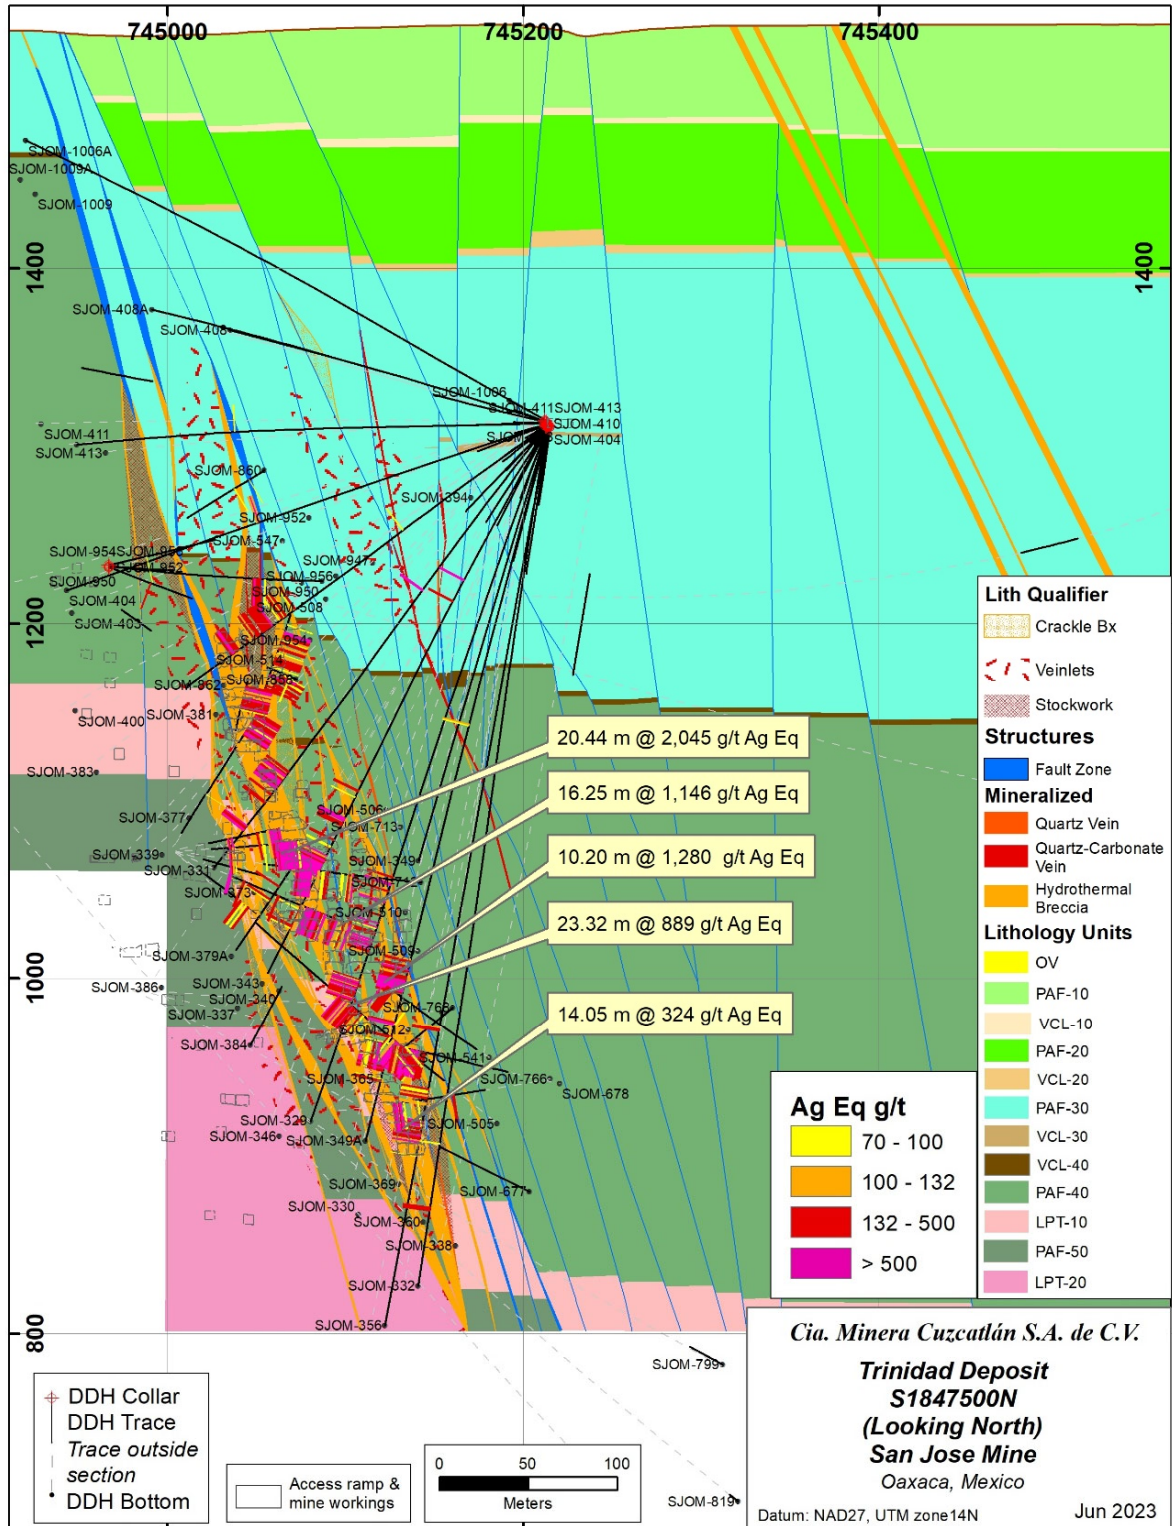 745000
745200
745400
SJOM-1006A
SJOM-1009A
SJOM-1009
1400
1400
SJOM-408A
SJOM-408
SJOM-1006
SJOM-411
SJOM-413
SJOM-410
SJOM-404
SJOM-411
SJOM-413
SJOM-860
SJOM-394
SJOM-952
SJOM-547
SJOM-954
SJOM-952
SJOM-947
SJOM-956
SJOM-950
SJOM-950
SJOM-508
SJOM-404
SJOM-403
1200
SJOM-954
SJOM-514
SJOM-862
SJOM-858
SJOM-400
SJOM-381
SJOM-383
20.44 m @ 2,045 g/t Ag Eq
16.25 m @ 1,146 g/t Ag Eq
10.20 m @ 1,280 g/t Ag Eq
23.32 m @ 889 g/t Ag Eq
14.05 m @ 324 g/t Ag Eq
SJOM-377
SJOM-506
SJOM-713
SJOM-339
SJOM-331
SJOM-349
SJOM-373
SJOM-510
SJOM-379A
SJOM-509
1000
SJOM-386
SJOM-343
SJOM-340
SJOM-337
SJOM-768
SJOM-512
SJOM-384
SJOM-541
SJOM-365
SJOM-766
SJOM-678
SJOM-329
SJOM-346
SJOM-349A
SJOM-505
SJOM-369
SJOM-677
SJOM-330
SJOM-360
SJOM-338
SJOM-332
SJOM-356
800
SJOM-799
SJOM-819
Lith Qualifier
Crackle Bx
Veinlets
Stockwork
Structures
Fault Zone
Mineralized
Quartz Vein
Quartz-Carbonate
Vein
Hydrothermal
Breccia
Lithology Units
OV
PAF-10
VCL-10
PAF-20
VCL-20
PAF-30
VCL-30
VCL-40
PAF-40
LPT-10
PAF-50
LPT-20
Ag Eq g/t
70 - 100
100 - 132
132 - 500
> 500
DDH Collar
DDH Trace
Trace outside
section
DDH Bottom
Access ramp &
mine workings
0 50 100
Meters
Cia. Minera Cuzcatlán S.A. de C.V.
Trinidad Deposit
S1847500N
(Looking North)
San Jose Mine
Oaxaca, Mexico
Datum: NAD27, UTM zone14N
Jun 2023